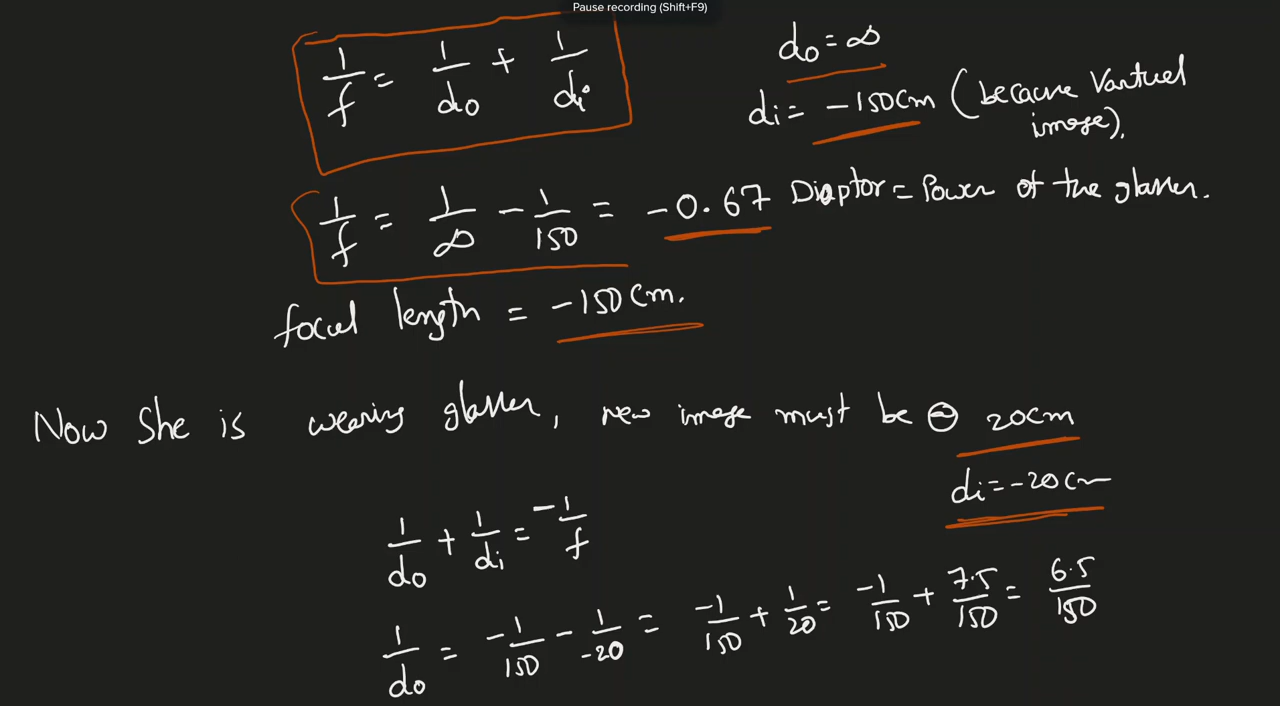 Pause recording (Shift+F9)
1/f = 1/do + 1/di
do = ∞
di = -150cm (because Vartuel image).
1/f = 1/∞ - 1/150 = -0.67 Dioptor = Power of the glasses.
focal length = -150 cm.
Now She is wearing glasses, new image must be ⊖ 20cm
di = -20cm
1/do + 1/di = -1/f
1/do = -1/150 - 1/-20 = -1/150 + 1/20 = -1/150 + 7.5/150 = 6.5/150